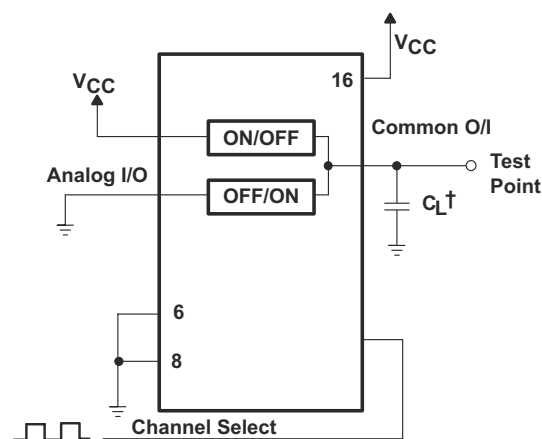 VCC
16
VCC
ON/OFF
Common O/I
Analog I/O
OFF/ON
Test
Point
CL†
6
8
Channel Select